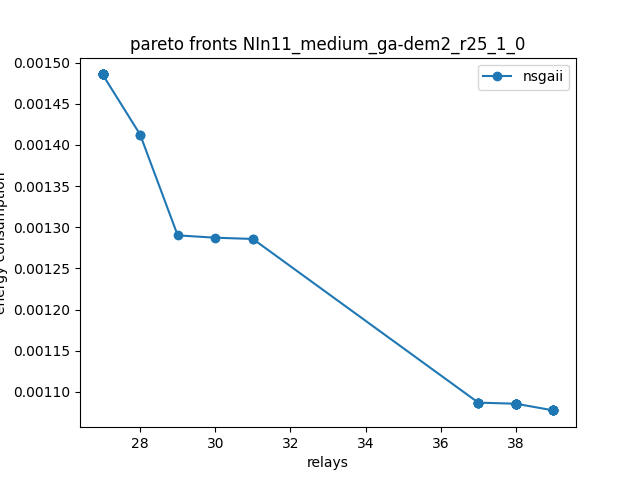 pareto fronts NIn11_medium_ga-dem2_r25_1_0
nsgaii
0.00150
0.00145
0.00140
0.00135
0.00130
0.00125
0.00120
0.00115
0.00110
energy consumption
28 30 32 34 36 38
relays